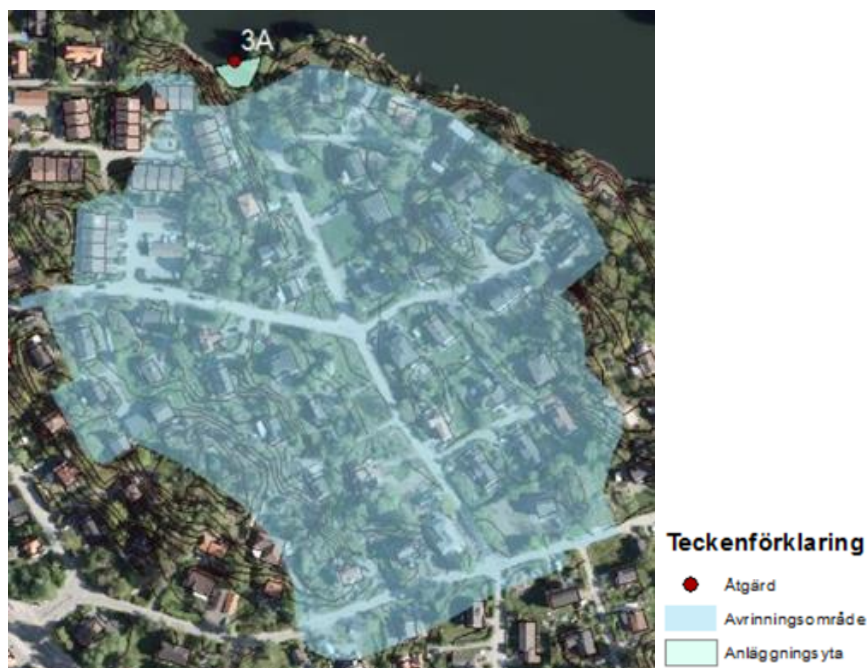 3A
Teckenförklaring
Åtgärd
Avrinningsområde
Anläggningsyta